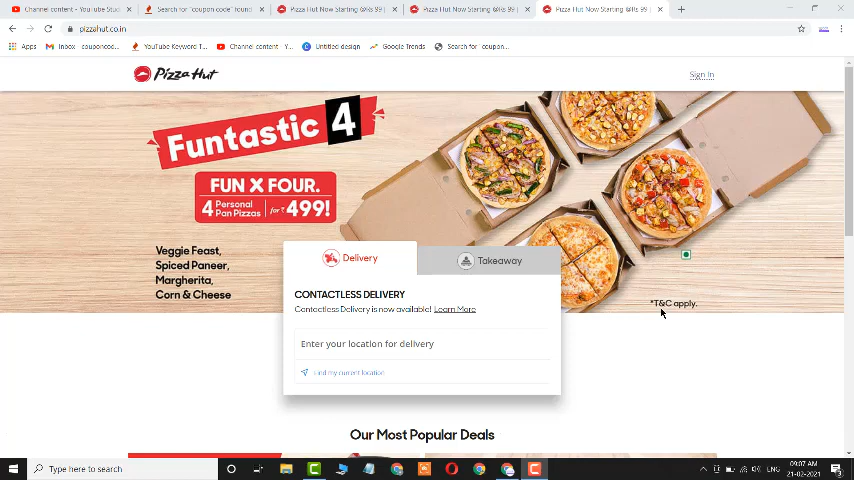 Channel content - YouTube Stud
Search for "coupon code" found
Pizza Hut Now Starting @Rs 99 |
Pizza Hut Now Starting @Rs 99 |
Pizza Hut Now Starting @Rs 99 |
pizzahut.co.in
Apps
Inbox - couponcod...
YouTube Keyword T...
Channel content - Y...
Untitled design
Google Trends
Search for - coupon...
Pizza Hut
Sign In
Funtastic 4
FUN X FOUR.
4 Personal Pan Pizzas for ₹499!
Veggie Feast,
Spiced Paneer,
Margherita,
Corn & Cheese
Delivery
Takeaway
CONTACTLESS DELIVERY
Contactless Delivery is now available! Learn More
*T&C apply.
Enter your location for delivery
Find my current location
Our Most Popular Deals
Type here to search
ENG
09:07 AM
21-02-2021